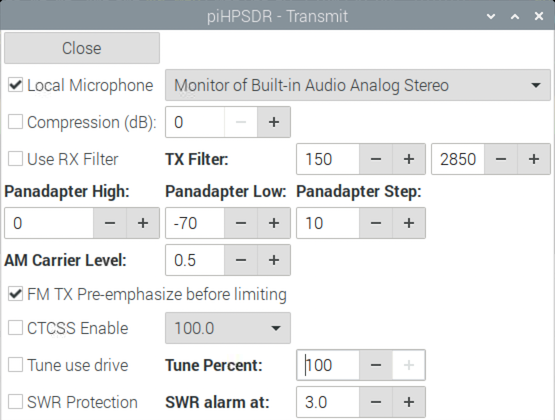 piHPSDR - Transmit
Close
Local Microphone Monitor of Built-in Audio Analog Stereo
Compression (dB): 0 − +
Use RX Filter TX Filter: 150 − + 2850 − +
Panadapter High: Panadapter Low: Panadapter Step:
0 − + -70 − + 10 − +
AM Carrier Level: 0.5 − +
FM TX Pre-emphasize before limiting
CTCSS Enable 100.0
Tune use drive Tune Percent: 100 − +
SWR Protection SWR alarm at: 3.0 − +